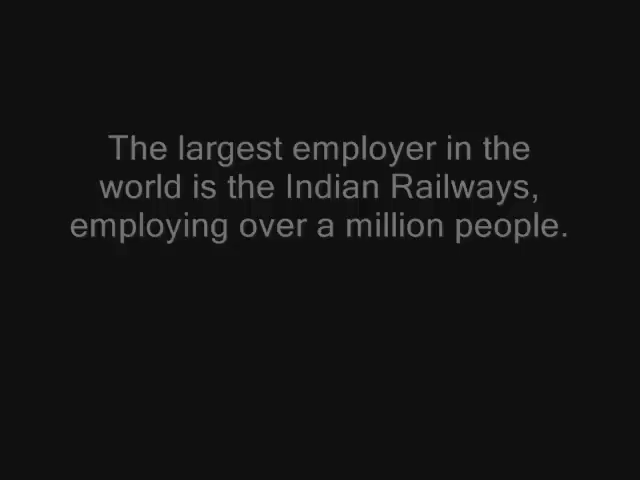 The largest employer in the
world is the Indian Railways,
employing over a million people.